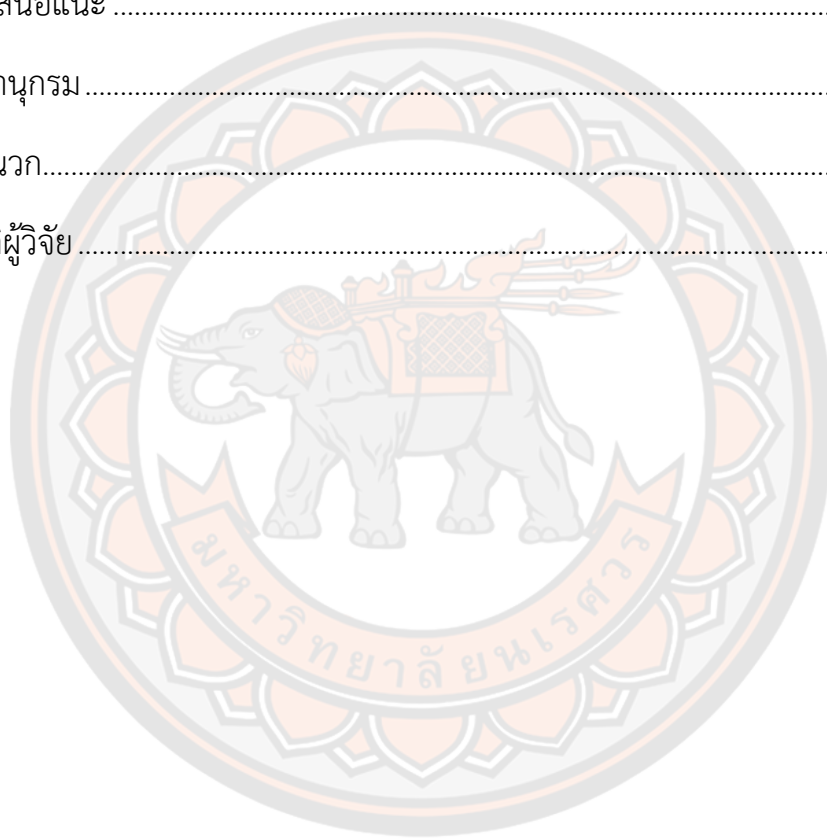 สนอแนะ ........................................................................
านุกรม ........................................................................
นวก........................................................................
ผู้วิจัย ........................................................................
มหาวิทยาลัยนเรศวร